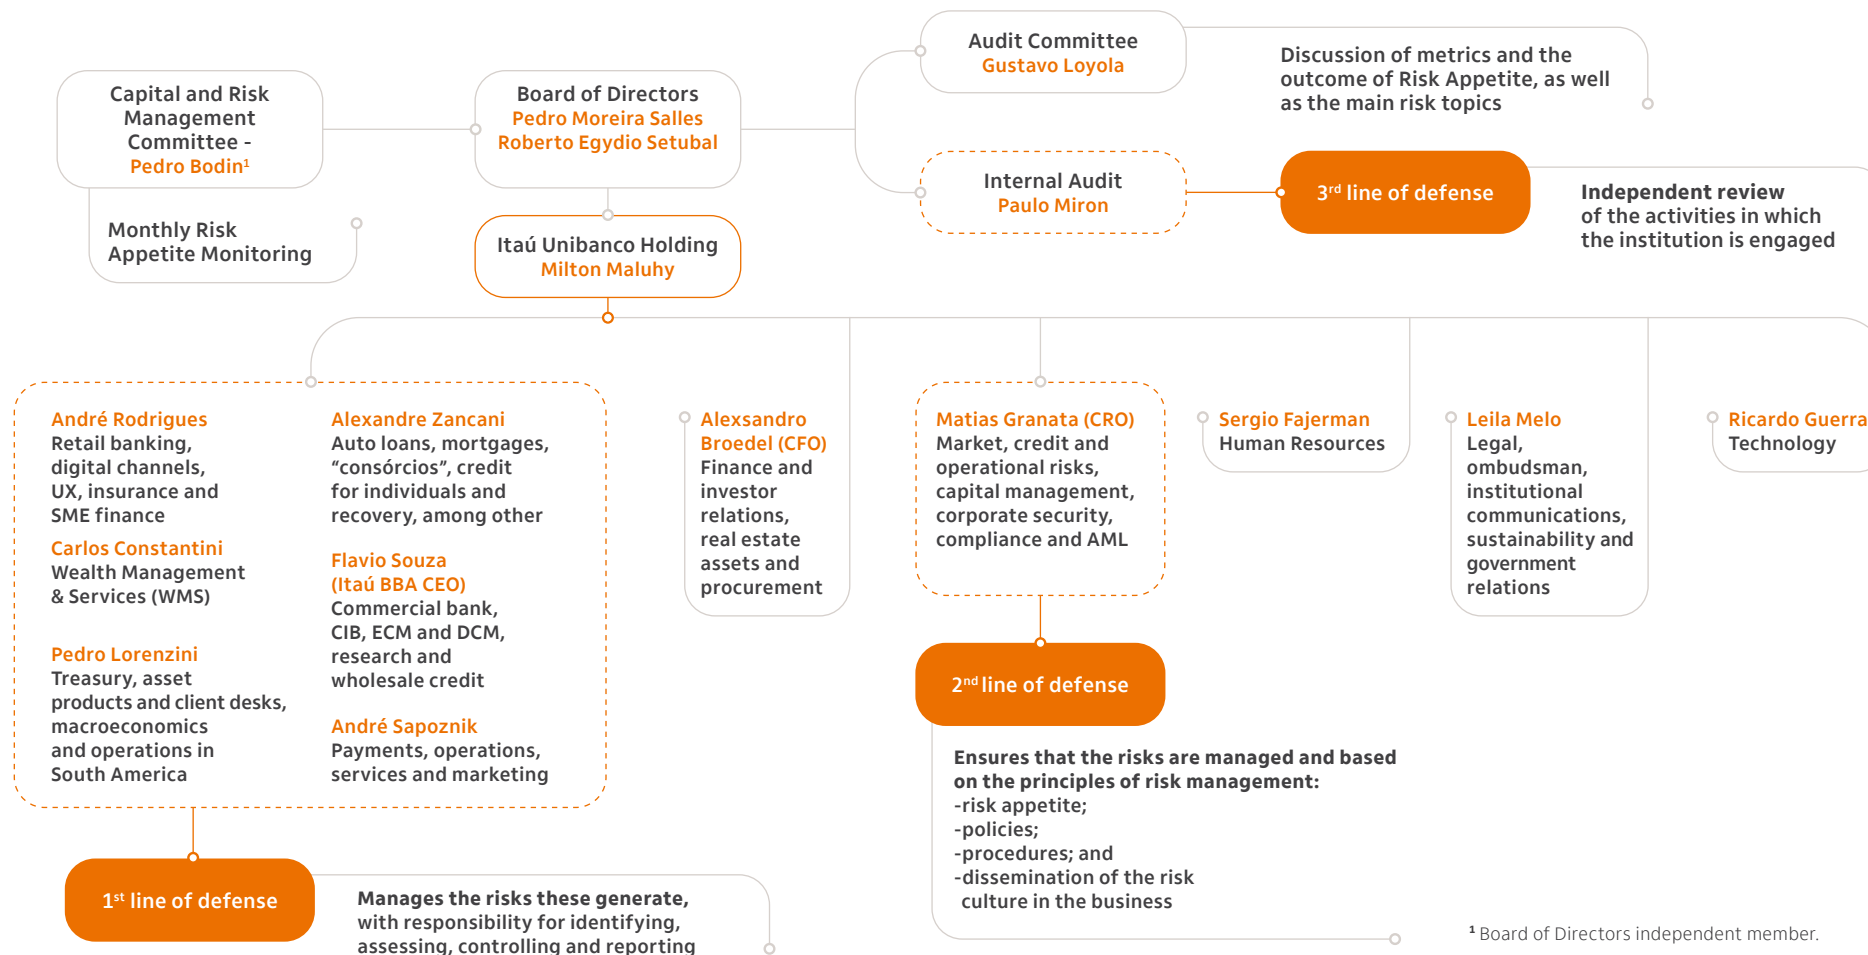 Capital and Risk
Management
Committee -
Pedro Bodin¹
Monthly Risk
Appetite Monitoring
Board of Directors
Pedro Moreira Salles
Roberto Egydio Setubal
Itaú Unibanco Holding
Milton Maluhy
Audit Committee
Gustavo Loyola
Discussion of metrics and the
outcome of Risk Appetite, as well
as the main risk topics
Internal Audit
Paulo Miron
3rd line of defense
Independent review
of the activities in which
the institution is engaged
André Rodrigues
Retail banking,
digital channels,
UX, insurance and
SME finance
Carlos Constantini
Wealth Management
& Services (WMS)
Pedro Lorenzini
Treasury, asset
products and client desks,
macroeconomics
and operations in
South America
Alexandre Zancani
Auto loans, mortgages,
“consórcios”, credit
for individuals and
recovery, among other
Flavio Souza
(Itaú BBA CEO)
Commercial bank,
CIB, ECM and DCM,
research and
wholesale credit
André Sapoznik
Payments, operations,
services and marketing
Alexsandro
Broedel (CFO)
Finance and
investor
relations,
real estate
assets and
procurement
Matias Granata (CRO)
Market, credit and
operational risks,
capital management,
corporate security,
compliance and AML
Sergio Fajerman
Human Resources
Leila Melo
Legal,
ombudsman,
institutional
communications,
sustainability and
government
relations
Ricardo Guerra
Technology
2nd line of defense
Ensures that the risks are managed and based
on the principles of risk management:
-risk appetite;
-policies;
-procedures; and
-dissemination of the risk
culture in the business
1st line of defense
Manages the risks these generate,
with responsibility for identifying,
assessing, controlling and reporting
¹ Board of Directors independent member.